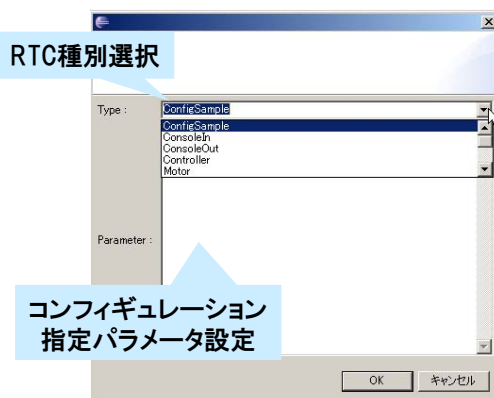 RTC種別選択
Type :
ConfigSample
ConfigSample
ConsoleIn
ConsoleOut
Controller
Motor
Parameter :
コンフィギュレーション
指定パラメータ設定
OK
キャンセル